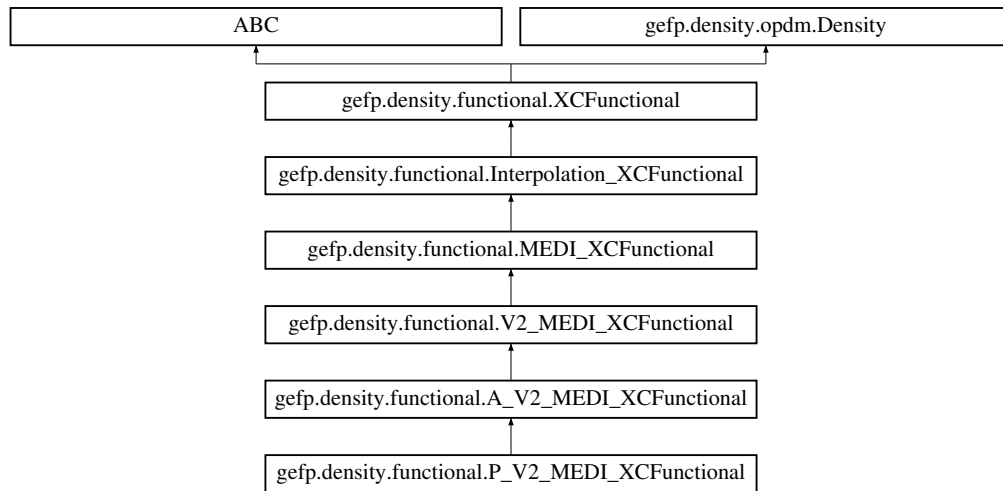 ABC
gefp.density.opdm.Density
gefp.density.functional.XCFunctional
gefp.density.functional.Interpolation_XCFunctional
gefp.density.functional.MEDI_XCFunctional
gefp.density.functional.V2_MEDI_XCFunctional
gefp.density.functional.A_V2_MEDI_XCFunctional
gefp.density.functional.P_V2_MEDI_XCFunctional